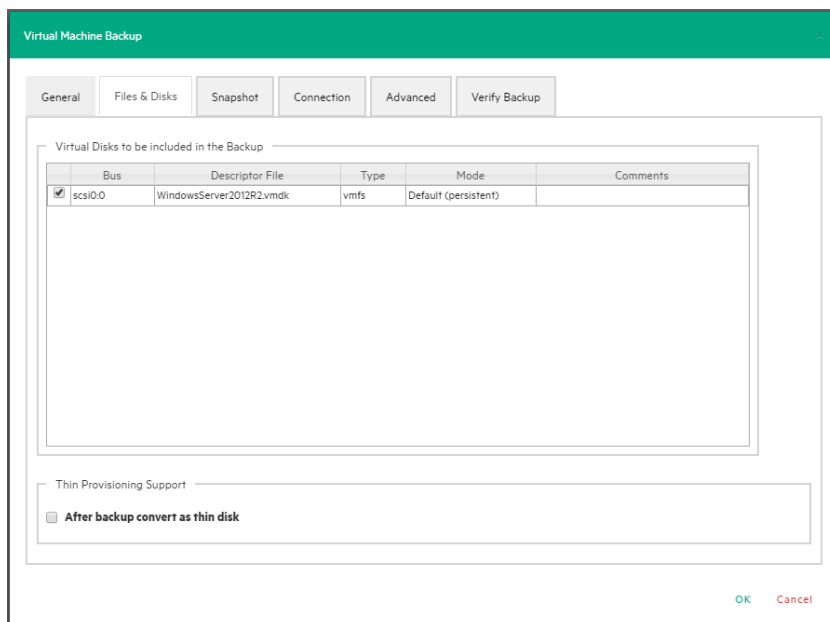 Virtual Machine Backup x
General Files & Disks Snapshot Connection Advanced Verify Backup
Virtual Disks to be included in the Backup
Bus Descriptor File Type Mode Comments
scsi0:0 WindowsServer2012R2.vmdk vmfs Default (persistent)
Thin Provisioning Support
After backup convert as thin disk
OK Cancel